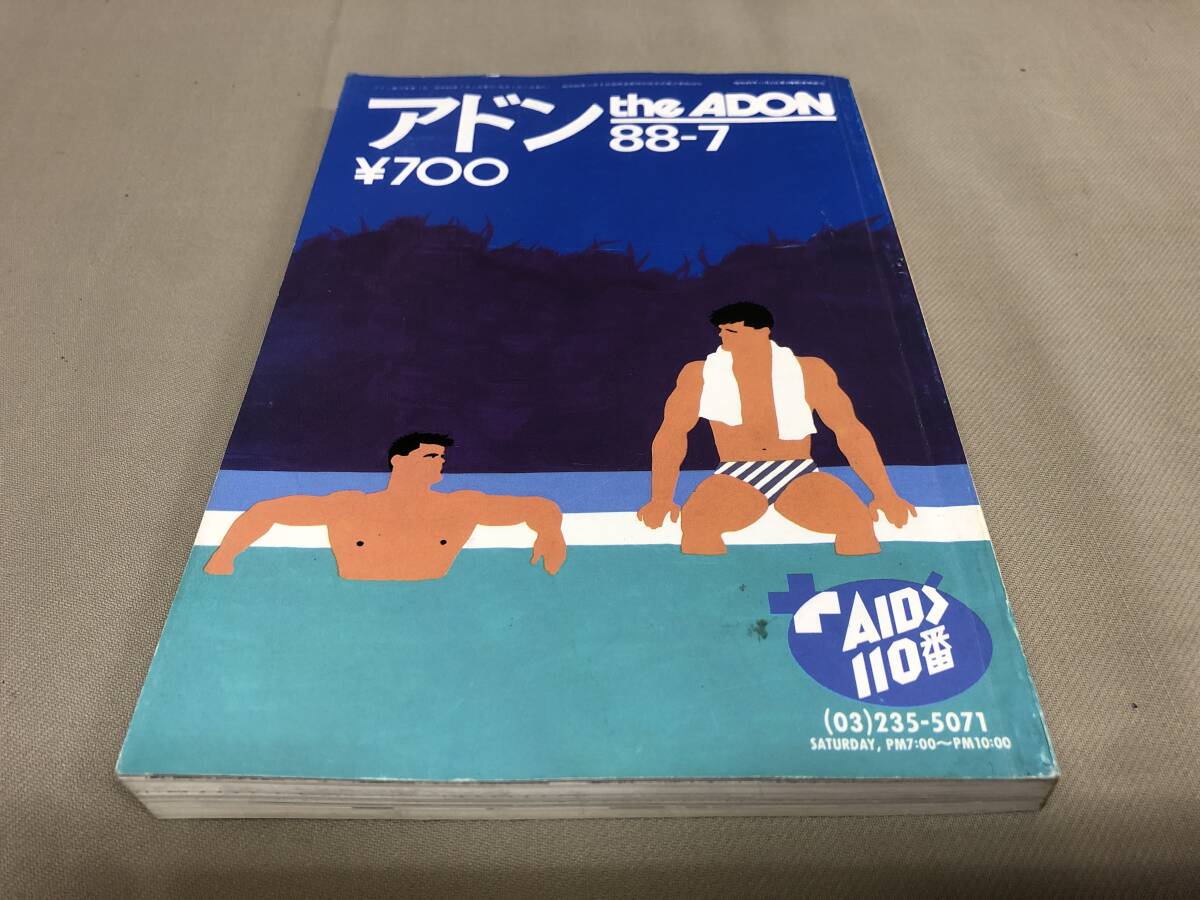 アドン
the ADON
88-7
¥700
AIDS
110番
(03)235-5071
SATURDAY, PM7:00〜PM10:00